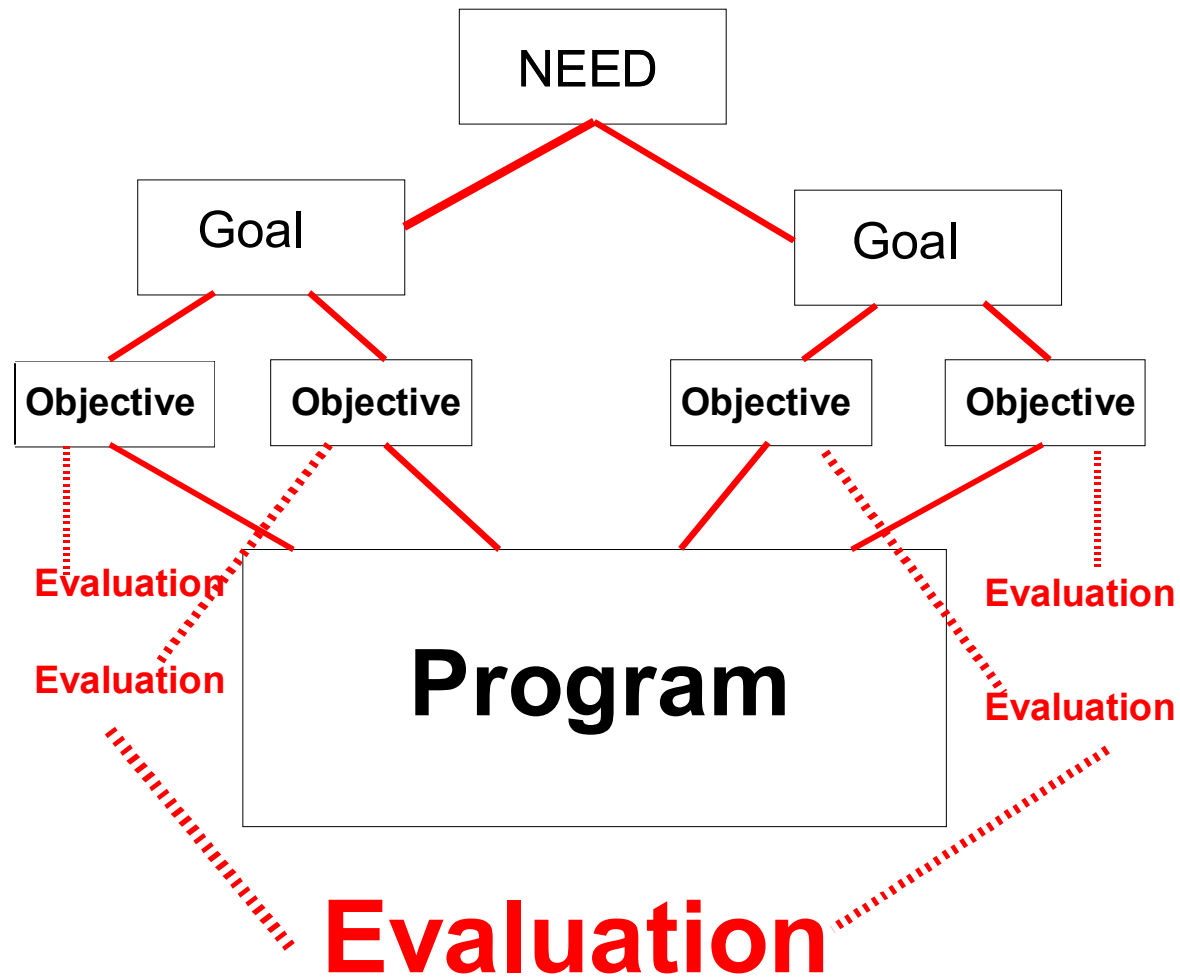 NEED
Goal
Goal
Objective
Objective
Objective
Objective
Evaluation
Evaluation
Evaluation
Evaluation
Program
Evaluation